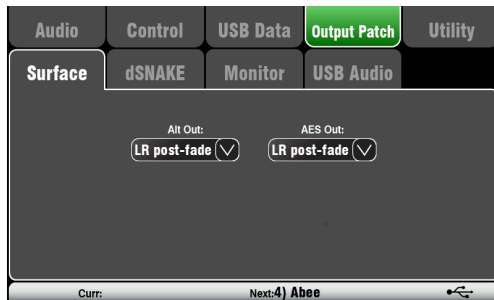 Audio Control USB Data Output Patch Utility
Surface dSNAKE Monitor USB Audio
Alt Out: AES Out:
LR post-fade LR post-fade
Curr: Next:4) Abee